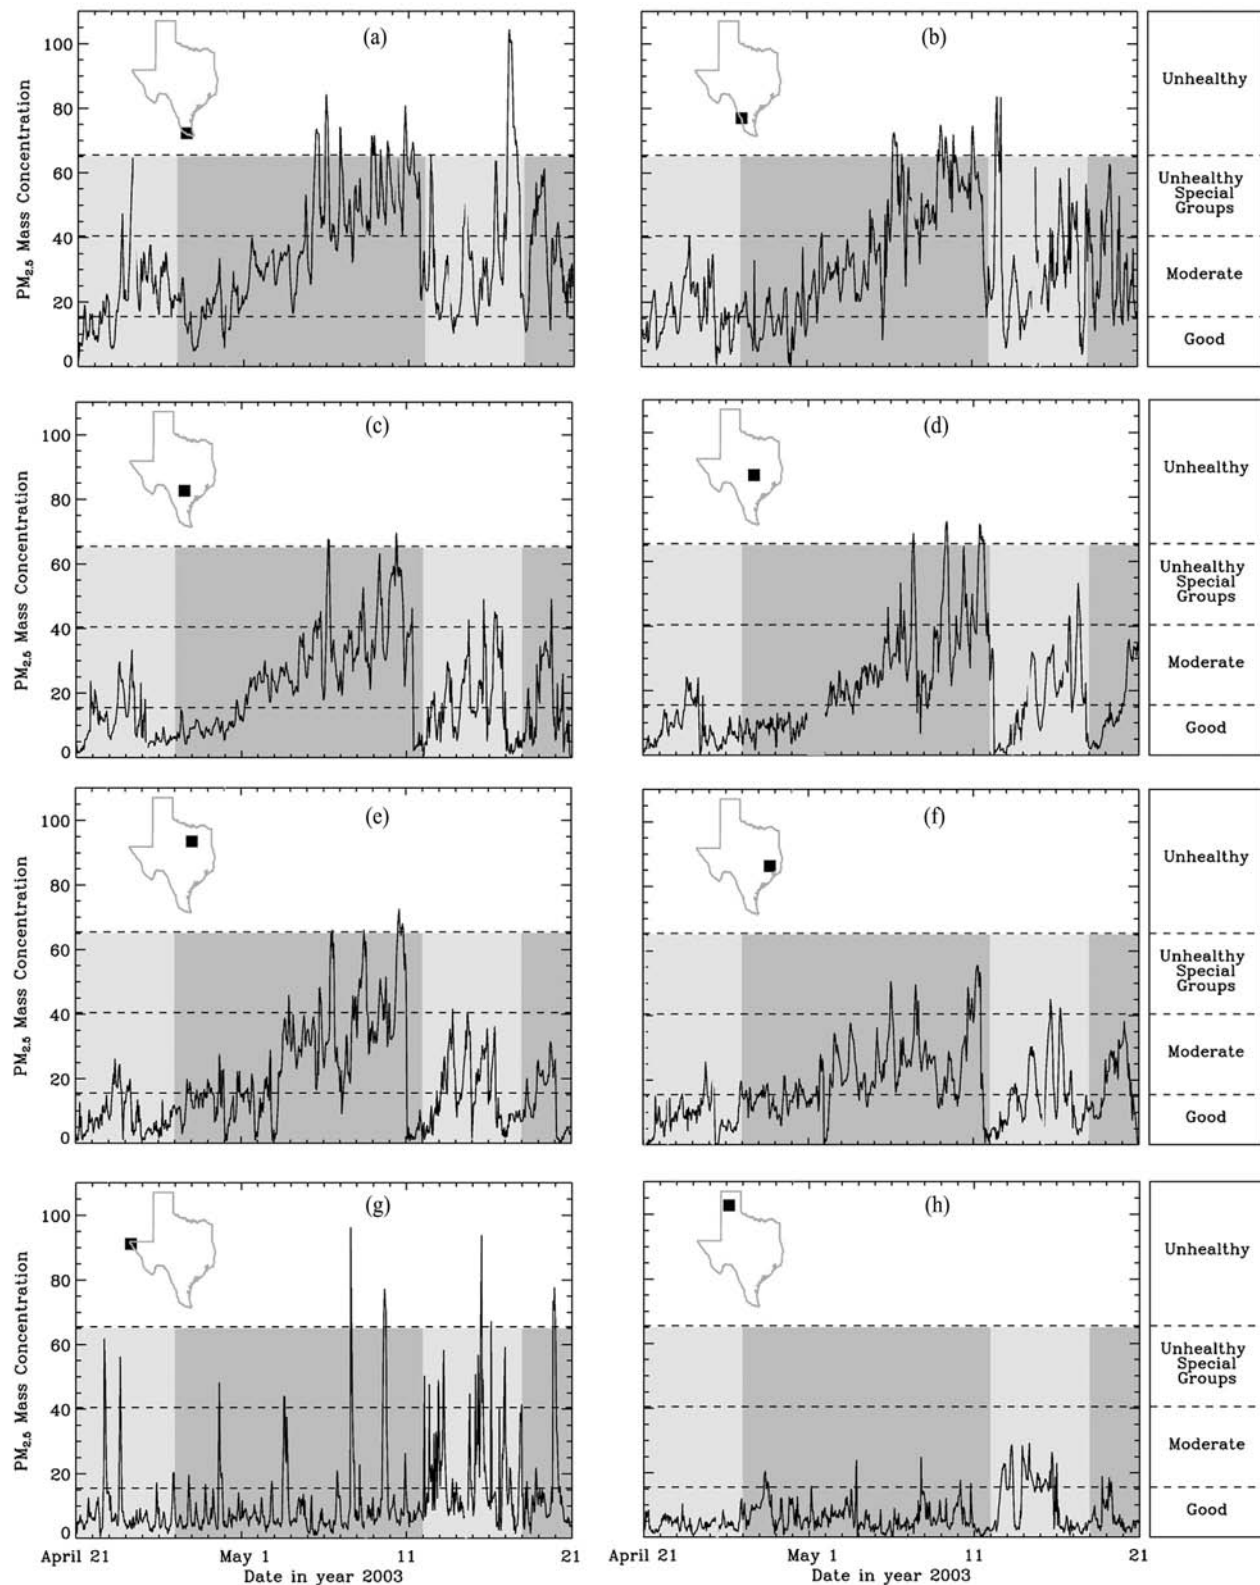 (a)
(b)
PM2.5 Mass Concentration
100
80
60
40
20
0
Unhealthy
Unhealthy
Special
Groups
Moderate
Good
(c)
(d)
PM2.5 Mass Concentration
100
80
60
40
20
0
Unhealthy
Unhealthy
Special
Groups
Moderate
Good
(e)
(f)
PM2.5 Mass Concentration
100
80
60
40
20
0
Unhealthy
Unhealthy
Special
Groups
Moderate
Good
(g)
(h)
PM2.5 Mass Concentration
100
80
60
40
20
0
Unhealthy
Unhealthy
Special
Groups
Moderate
Good
April 21 May 1 11 21
Date in year 2003
April 21 May 1 11 21
Date in year 2003